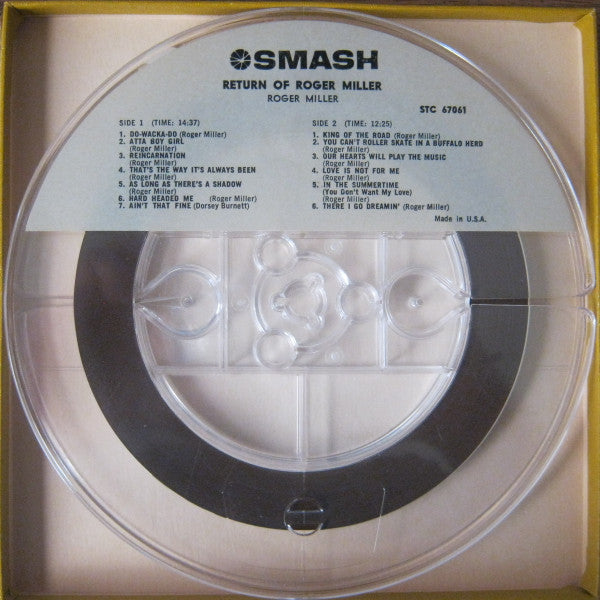 SMASH
RETURN OF ROGER MILLER
ROGER MILLER
STC 67061
SIDE 1 (TIME: 14:37)
1. DO-WACKA-DO (Roger Miller)
2. ATTA BOY GIRL
(Roger Miller)
3. REINCARNATION
(Roger Miller)
4. THAT'S THE WAY IT'S ALWAYS BEEN
(Roger Miller)
5. AS LONG AS THERE'S A SHADOW
(Roger Miller)
6. HARD HEADED ME (Roger Miller)
7. AIN'T THAT FINE (Dorsey Burnett)
SIDE 2 (TIME: 12:25)
1. KING OF THE ROAD (Roger Miller)
2. YOU CAN'T ROLLER SKATE IN A BUFFALO HERD
(Roger Miller)
3. OUR HEARTS WILL PLAY THE MUSIC
(Roger Miller)
4. LOVE IS NOT FOR ME
(Roger Miller)
5. IN THE SUMMERTIME
(You Don't Want My Love)
(Roger Miller)
6. THERE I GO DREAMIN' (Roger Miller)
Made in U.S.A.